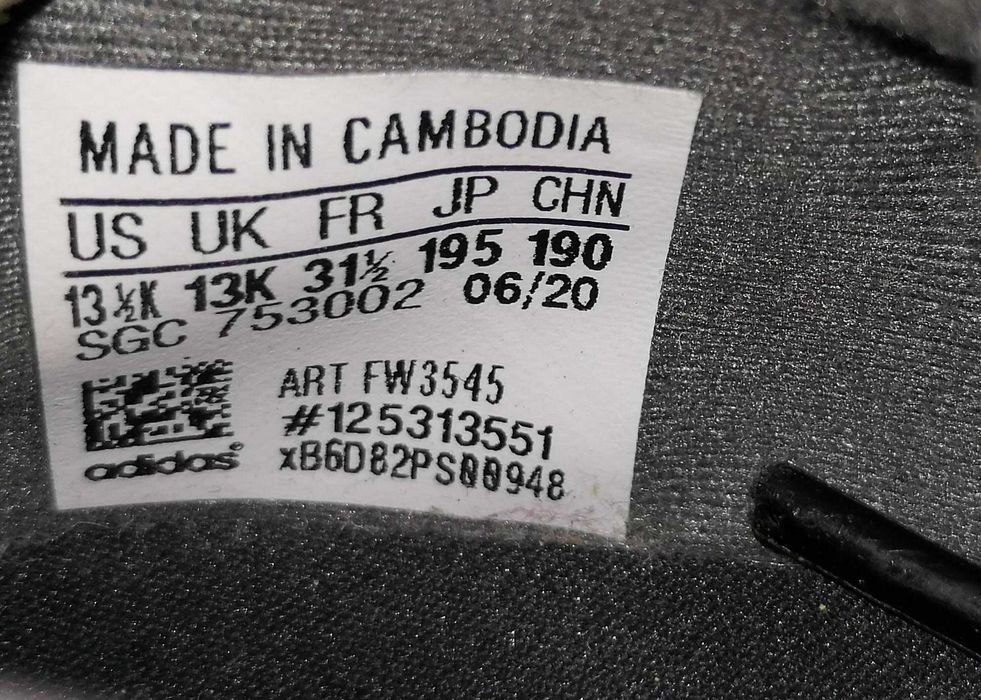 MADE IN CAMBODIA
US UK FR JP CHN
13½K 13K 31½ 195 190
SGC 753002 06/20
ART FW3545
#125313551
xB6D82PS00948
adidas